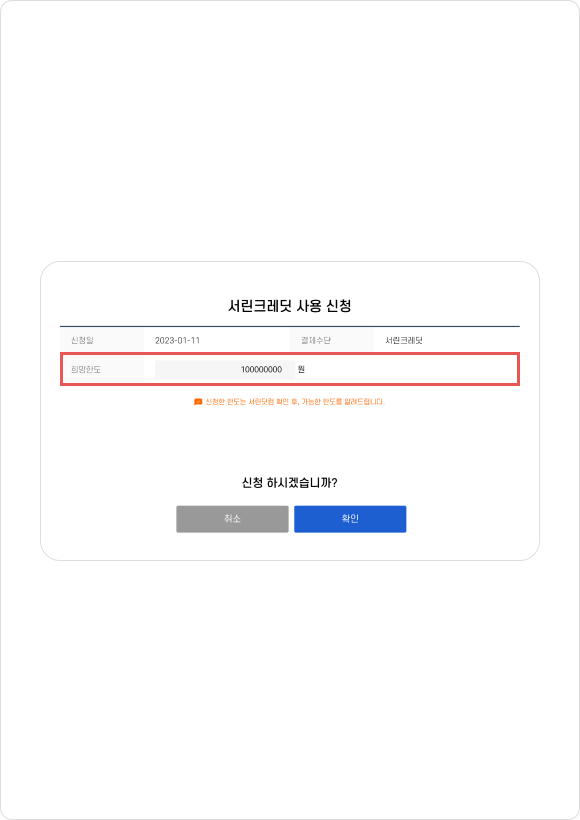 서린크레딧 사용 신청
신청일 2023-01-11 결제수단 서린크레딧
희망한도 100000000 원
신청한 한도는 서린닷컴 확인 후, 가능한 한도를 알려드립니다.
신청 하시겠습니까?
취소 확인